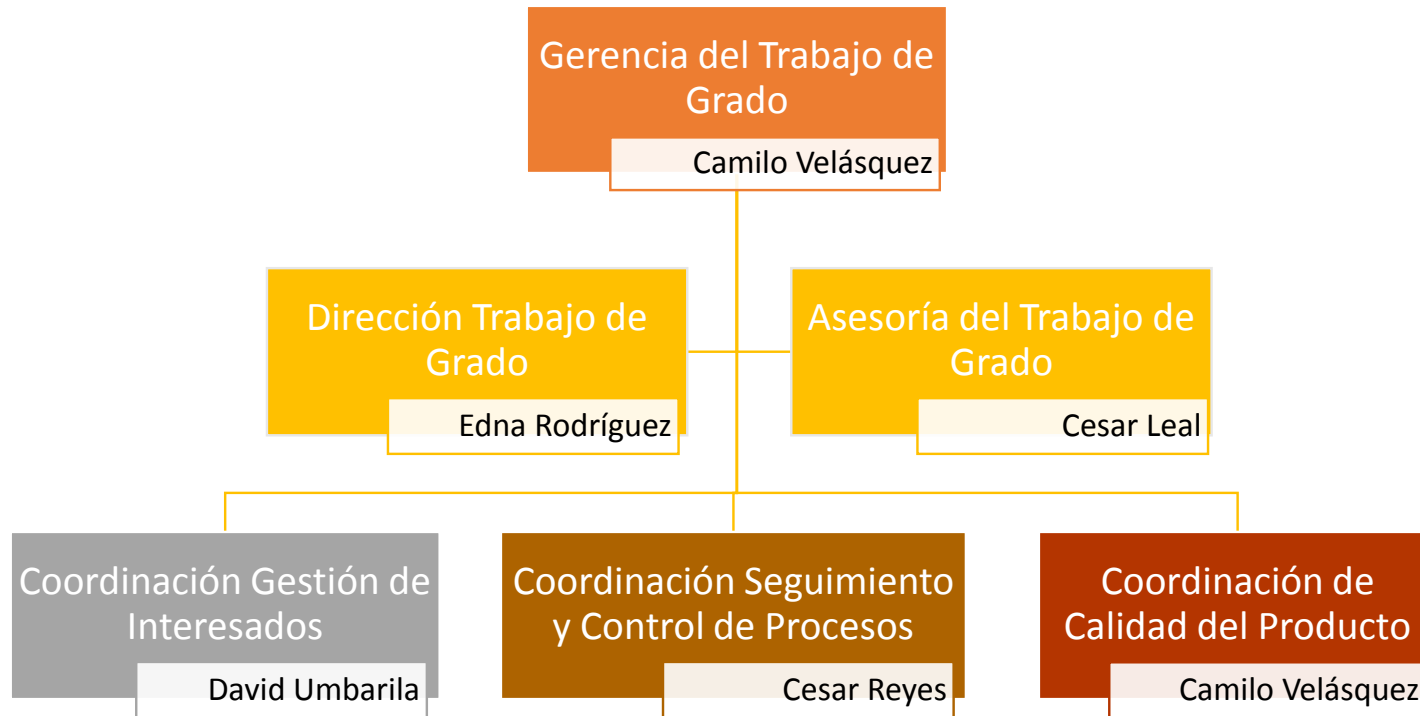 Gerencia del Trabajo de
Grado
Camilo Velásquez
Dirección Trabajo de
Grado
Edna Rodríguez
Asesoría del Trabajo de
Grado
Cesar Leal
Coordinación Gestión de
Interesados
David Umbarila
Coordinación Seguimiento
y Control de Procesos
Cesar Reyes
Coordinación de
Calidad del Producto
Camilo Velásquez